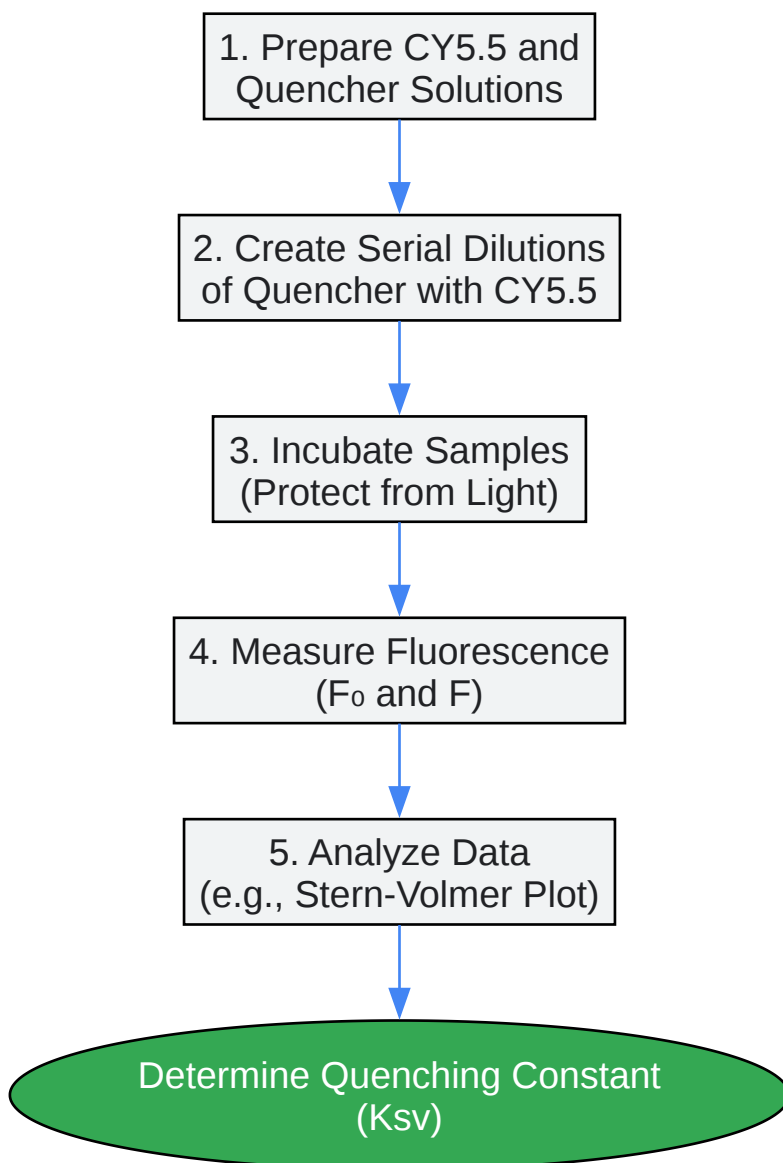 1. Prepare CY5.5 and
Quencher Solutions
2. Create Serial Dilutions
of Quencher with CY5.5
3. Incubate Samples
(Protect from Light)
4. Measure Fluorescence
(F₀ and F)
5. Analyze Data
(e.g., Stern-Volmer Plot)
Determine Quenching Constant
(Ksv)